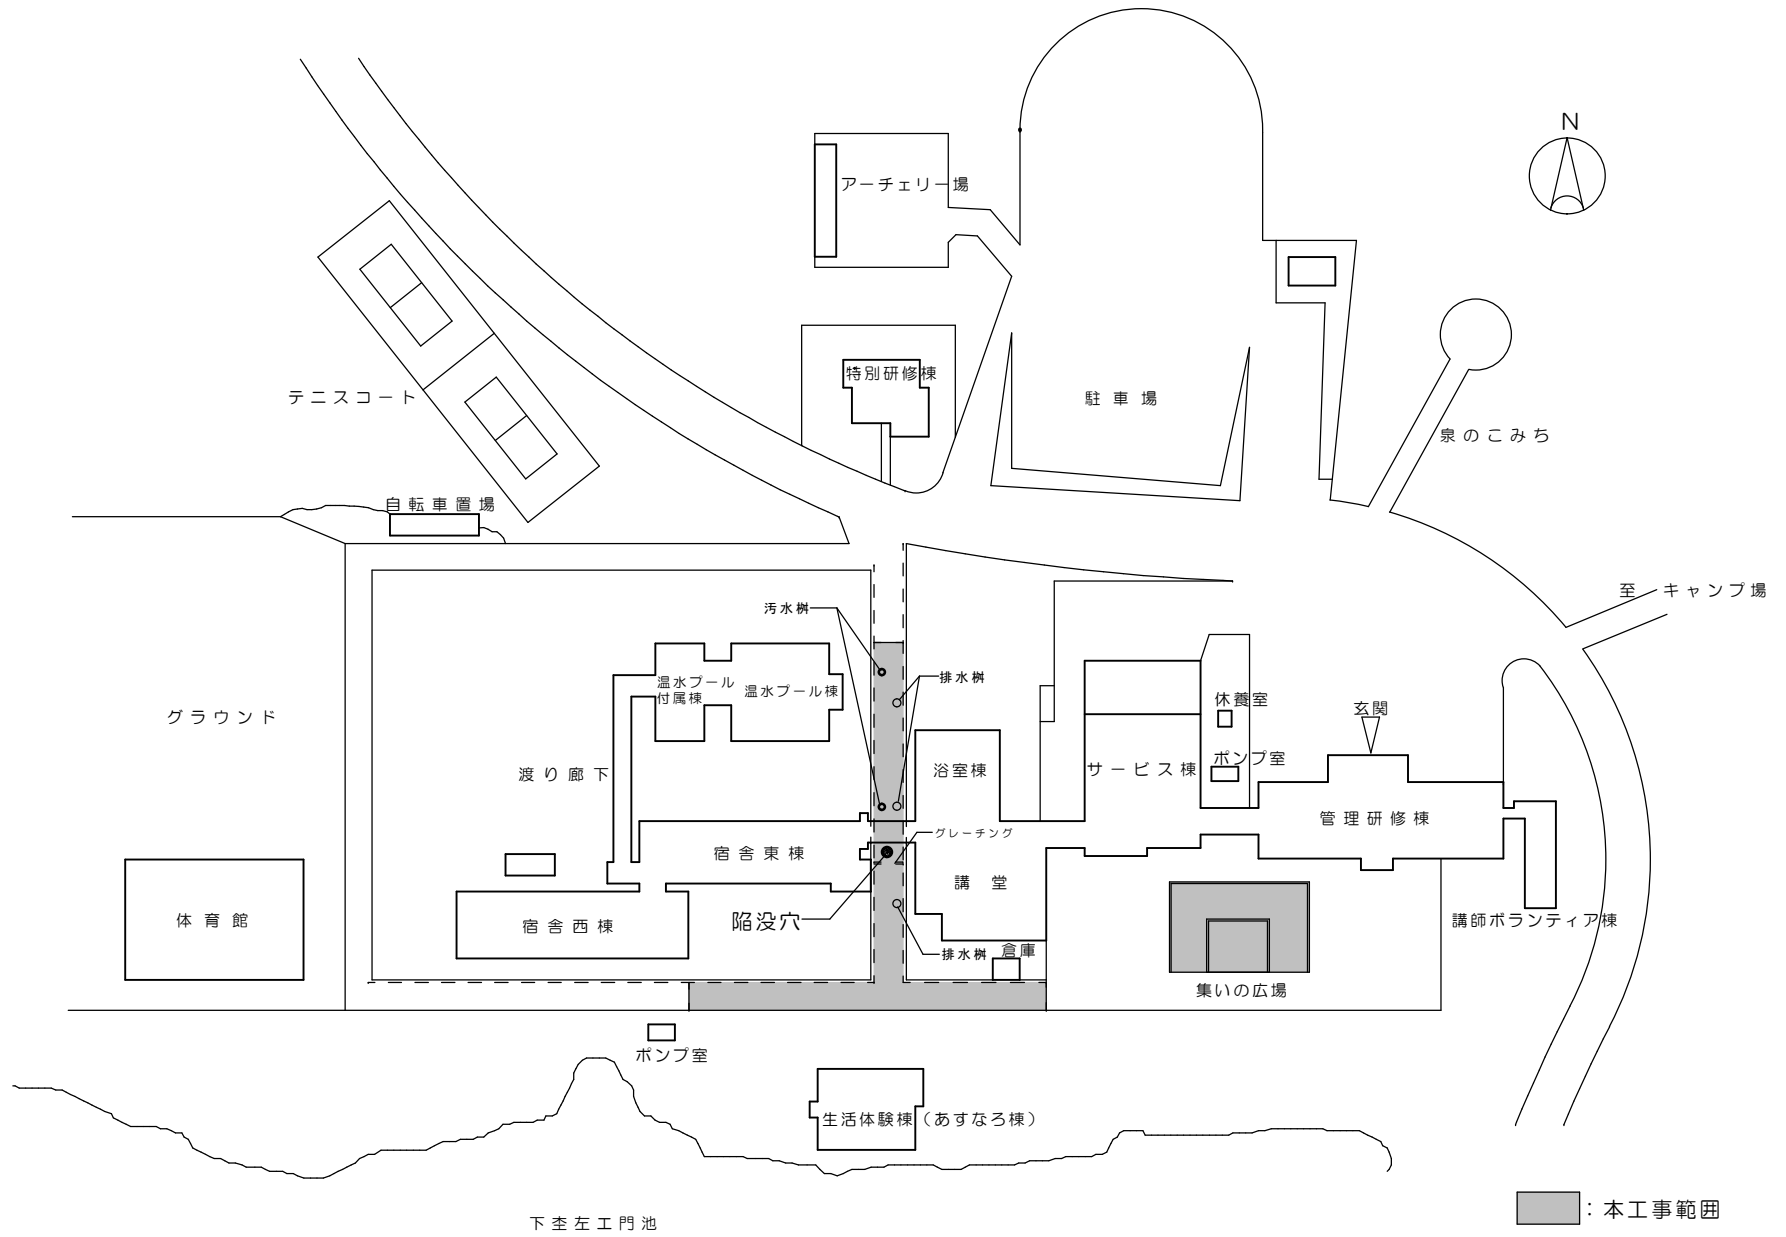 N
アーチェリー場
特別研修棟
駐車場
テニスコート
泉のこみち
自転車置場
至 キャンプ場
汚水桝
排水桝
温水プール
付属棟
温水プール棟
グラウンド
休養室
玄関
渡り廊下
浴室棟
サービス棟
ポンプ室
管理研修棟
グレーチング
宿舎東棟
講堂
体育館
宿舎西棟
陥没穴
講師ボランティア棟
排水桝
倉庫
集いの広場
ポンプ室
生活体験棟(あすなろ棟)
下杢左エ門池
:本工事範囲